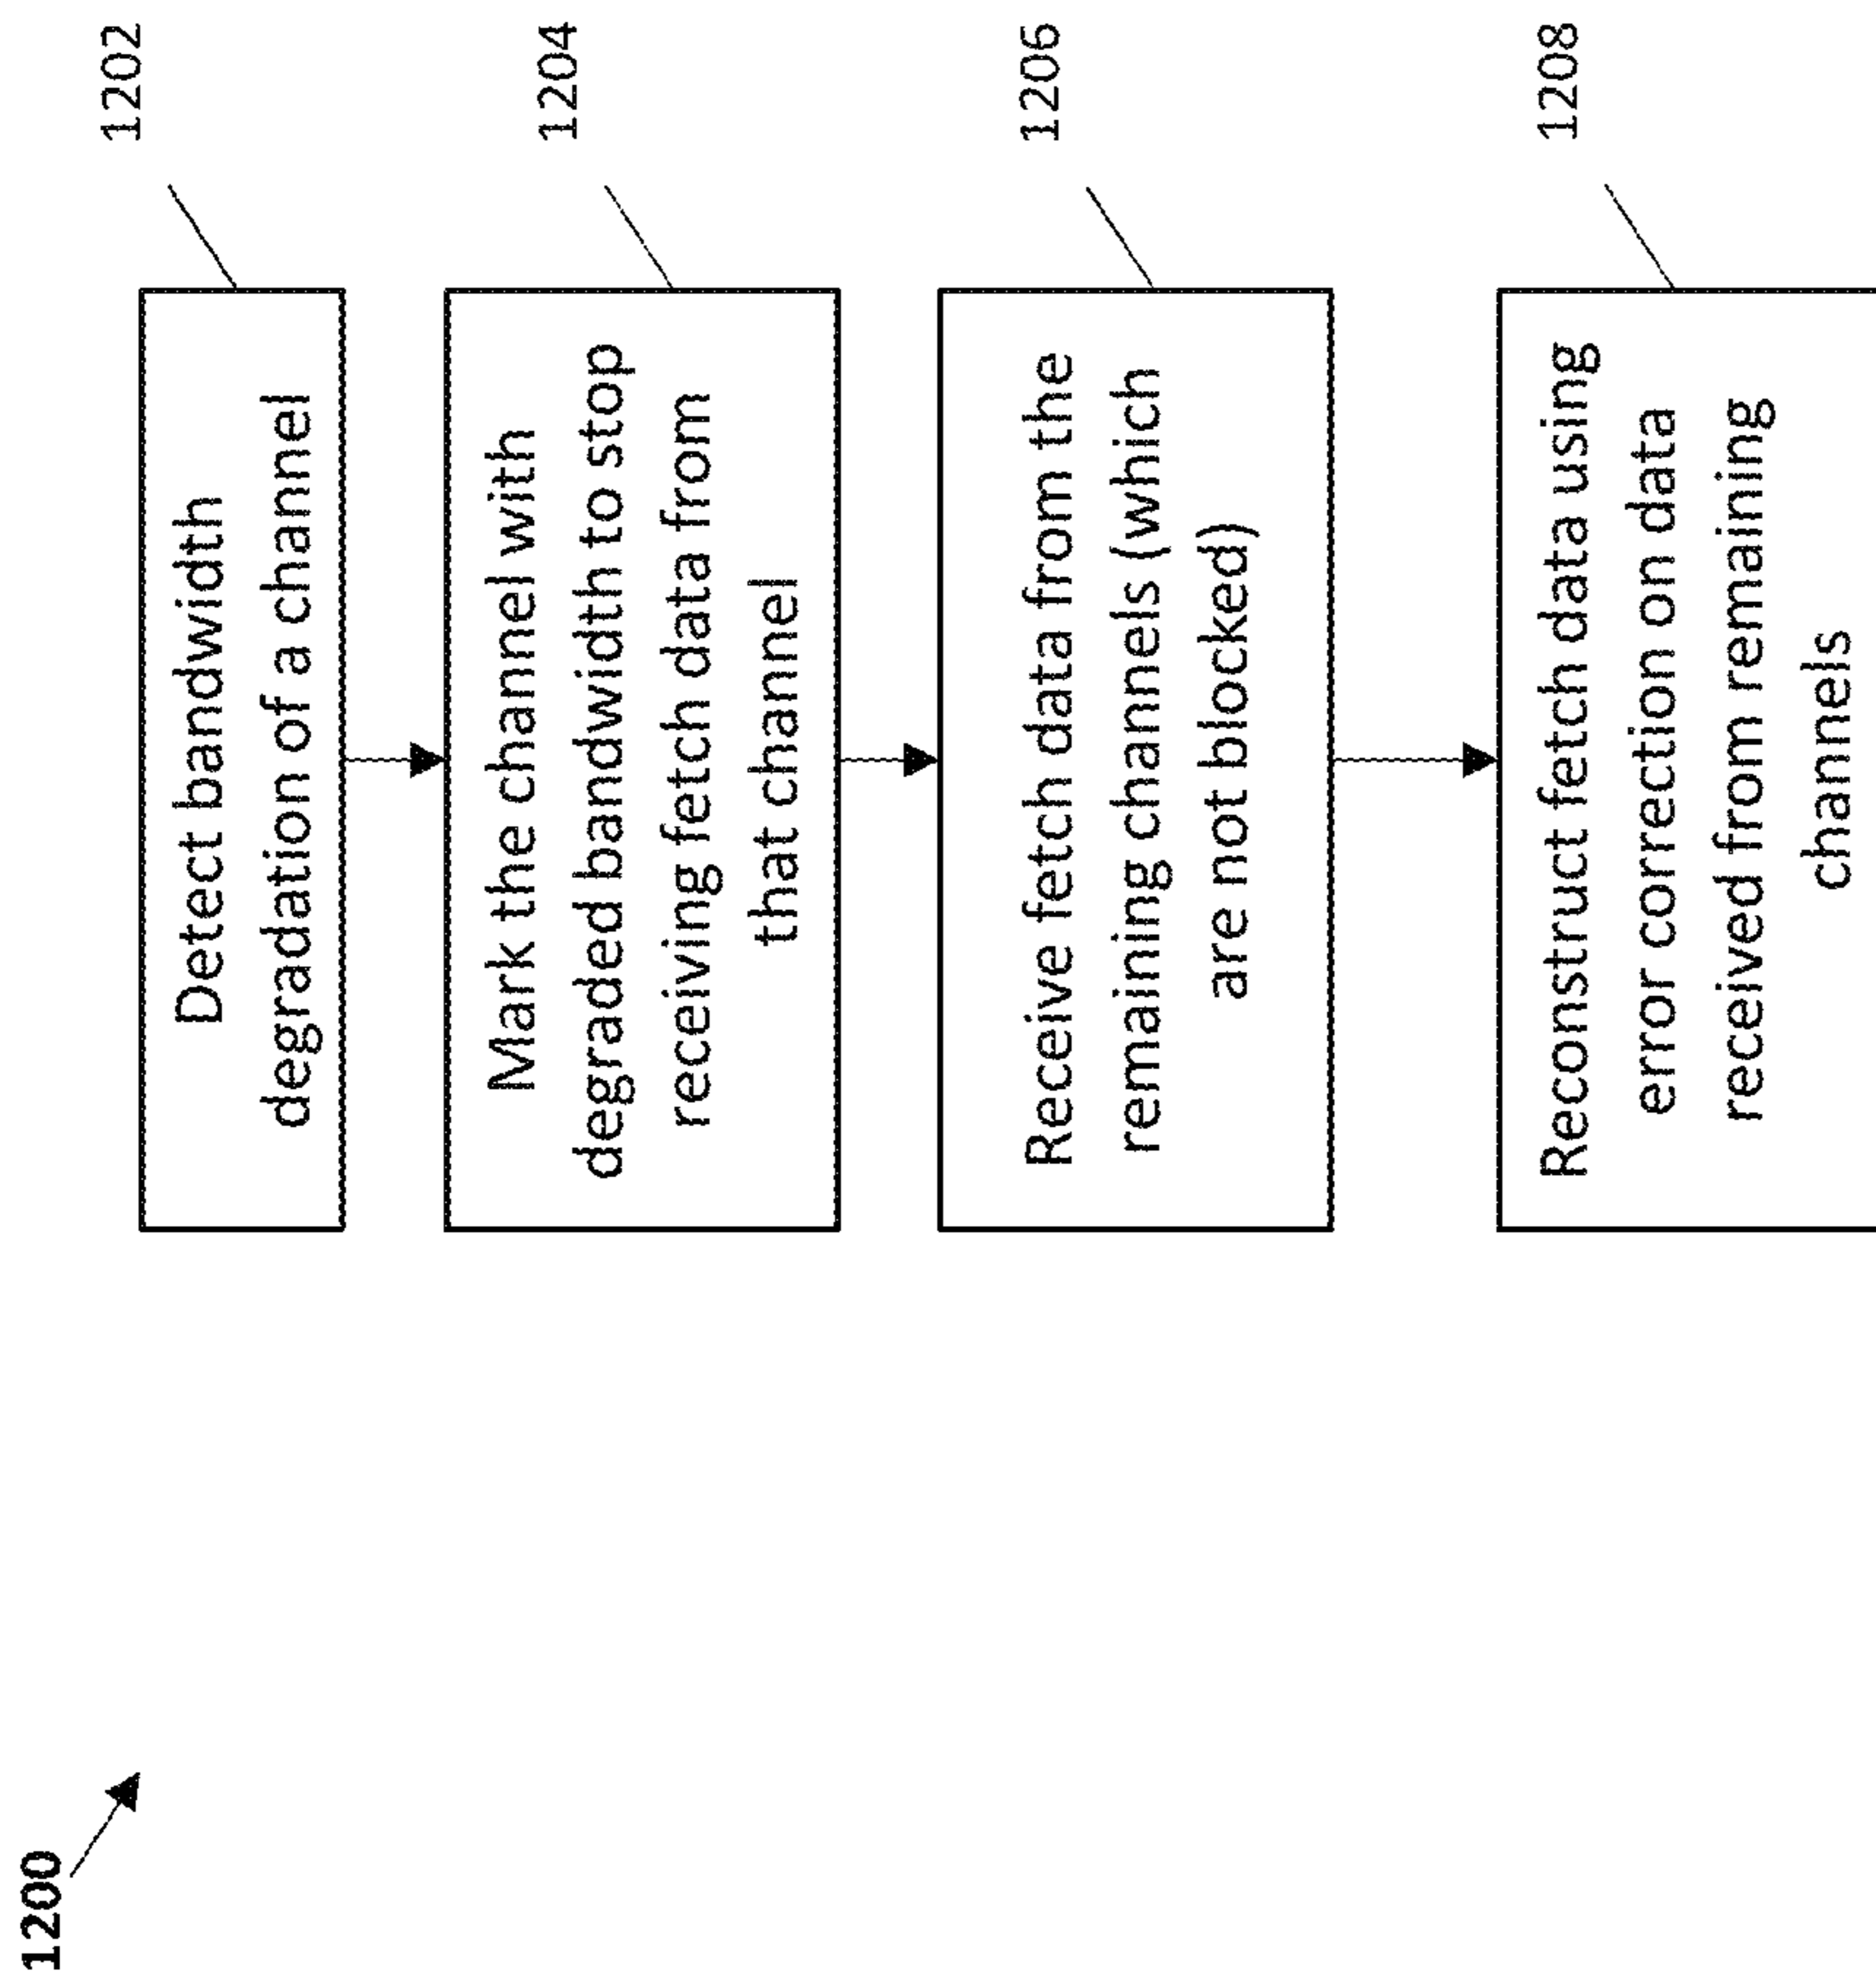 1200
Detect bandwidth
degradation of a channel
1202
Mark the channel with
degraded bandwidth to stop
receiving fetch data from
that channel
1204
Receive fetch data from the
remaining channels (which
are not blocked)
1206
Reconstruct fetch data using
error correction on data
received from remaining
channels
1208